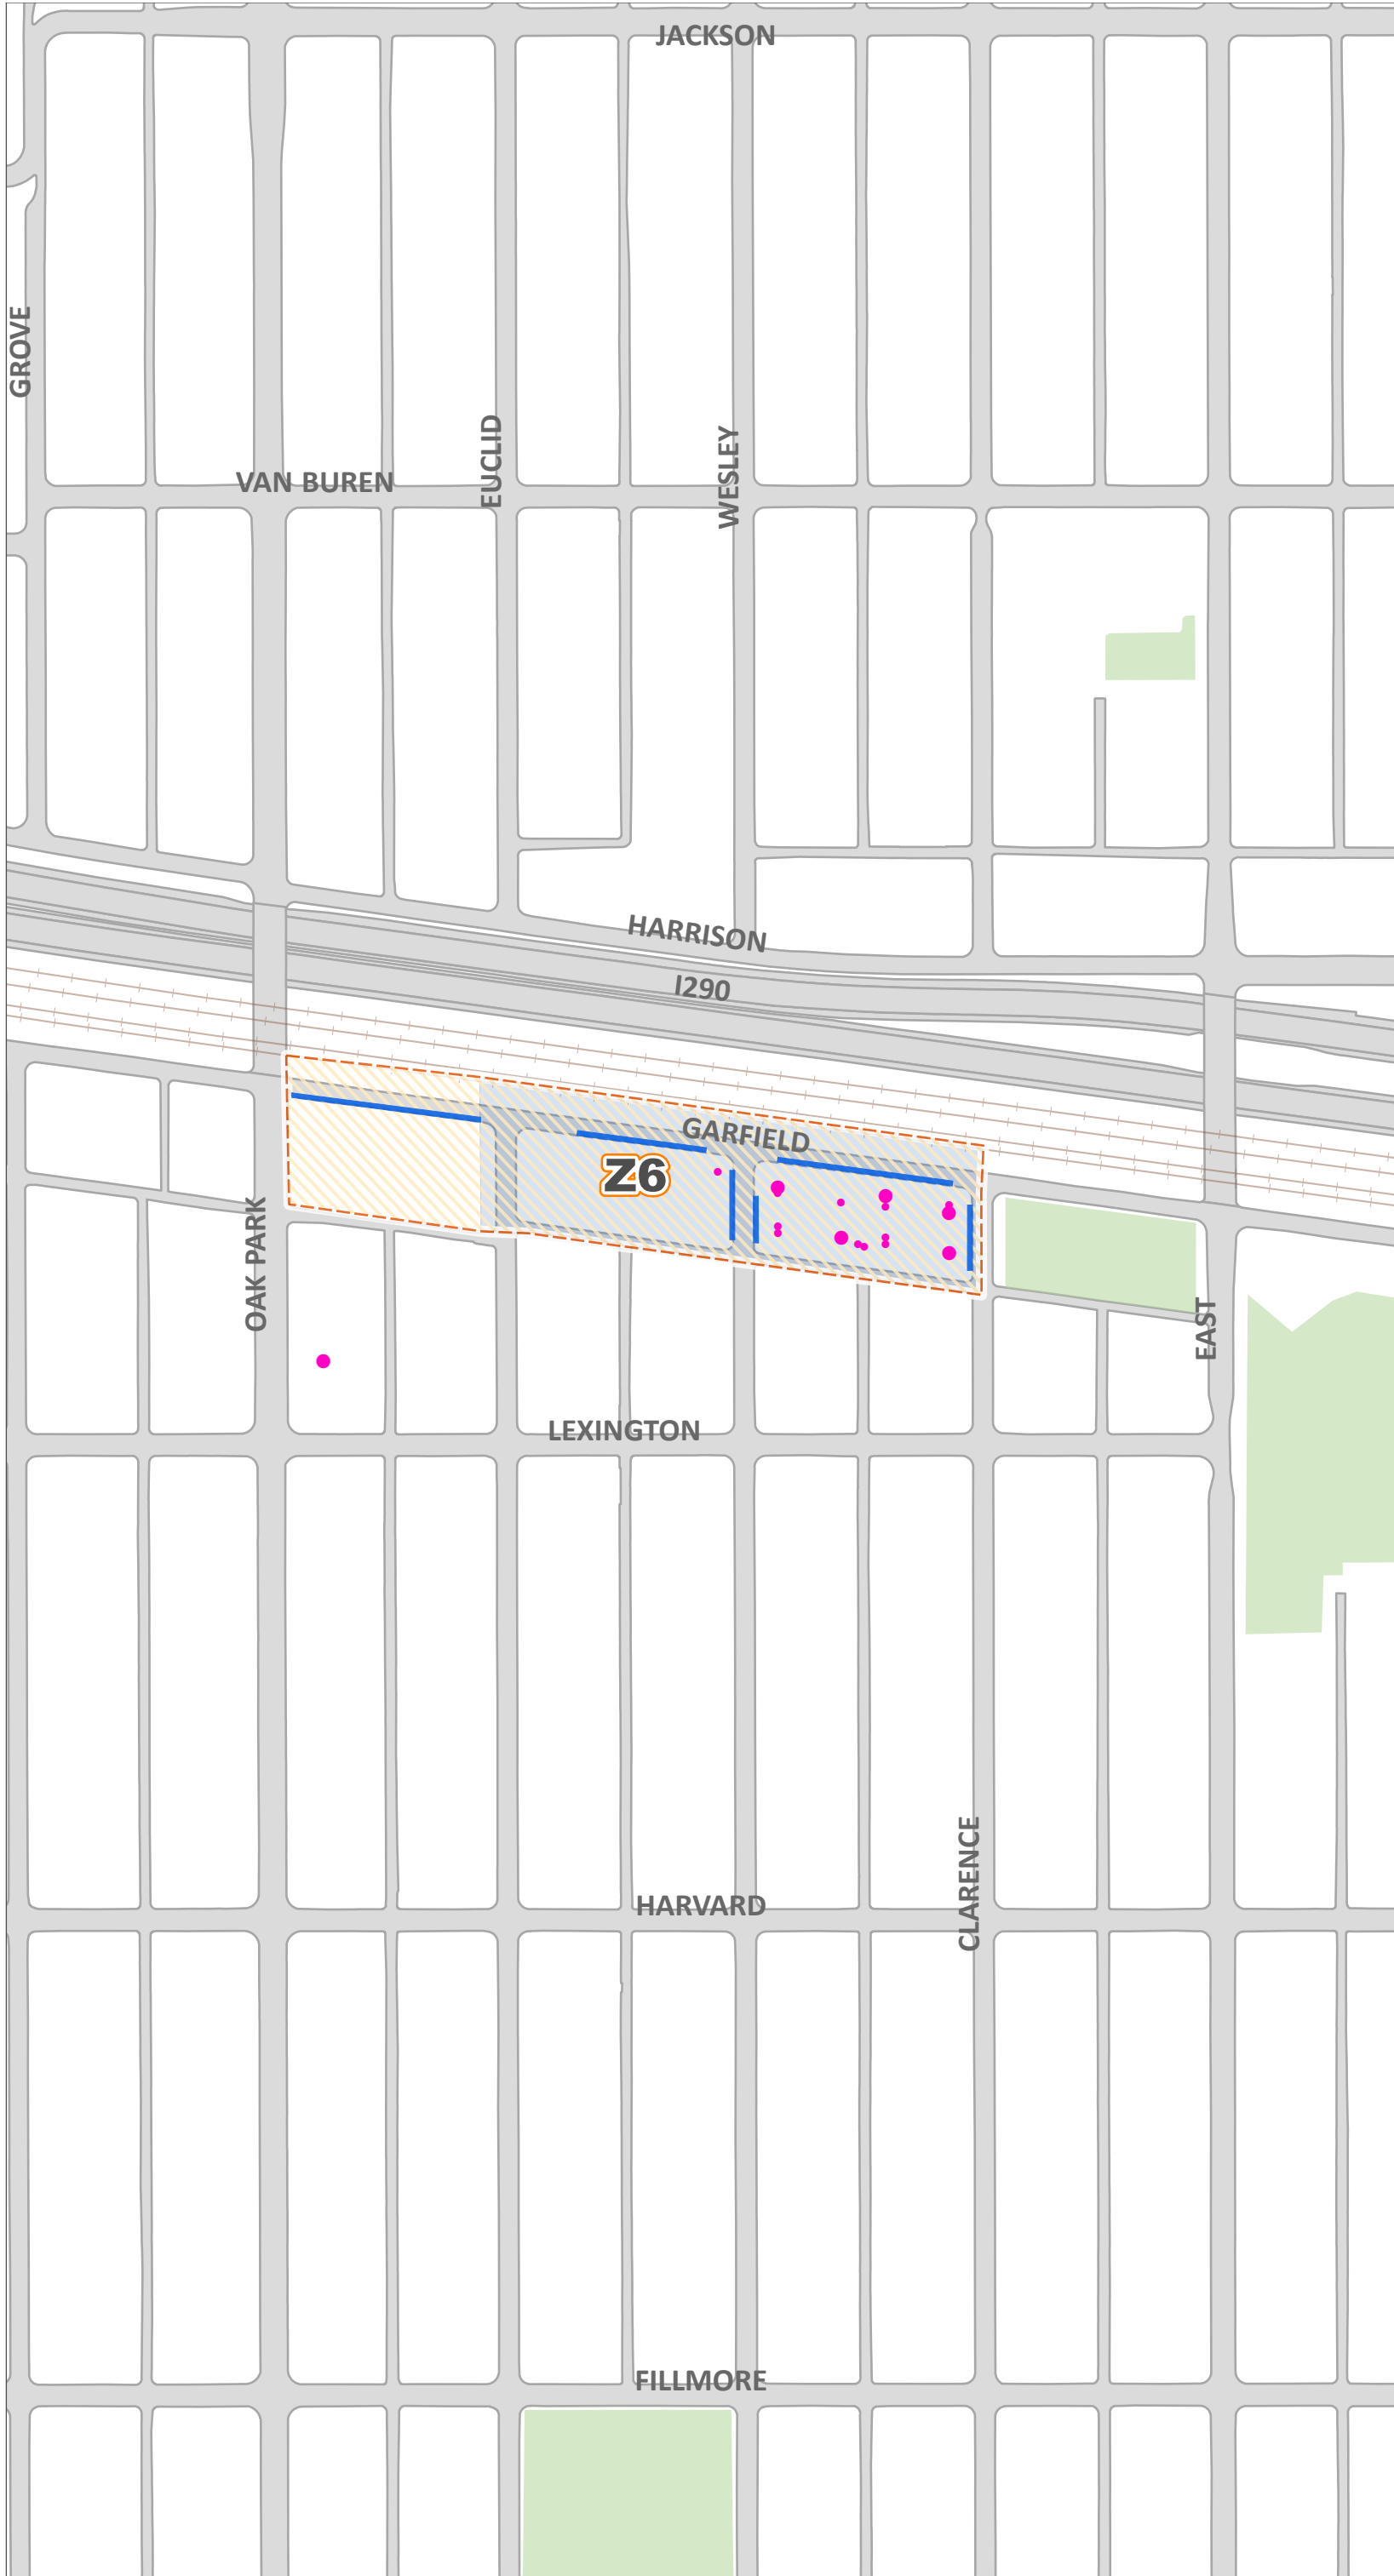 JACKSON
GROVE
EUCLID
WESLEY
VAN BUREN
HARRISON
I290
GARFIELD
Z6
OAK PARK
EAST
LEXINGTON
CLARENCE
HARVARD
FILLMORE